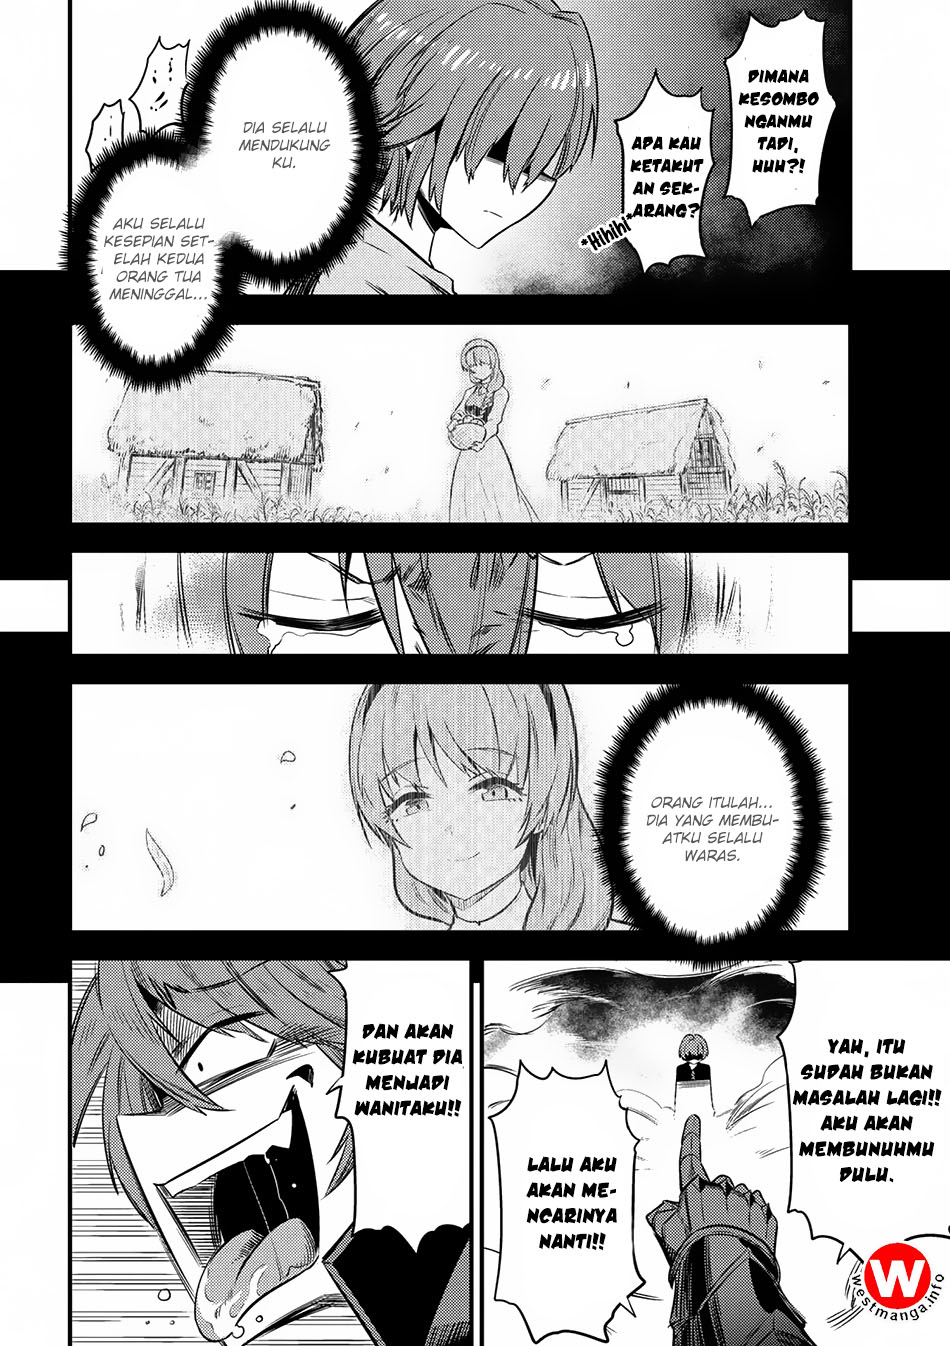 DIMANA
KESOMBO
NGANMU
TADI,
HUH?!
APA KAU
KETAKUT
AN SEK-
ARANG?
*Hihihi*
DIA SELALU
MENDUKUNG
KU.
AKU SELALU
KESEPIAN SET-
ELAH KEDUA
ORANG TUA
MENINGGAL...
ORANG ITULAH...
DIA YANG MEMBU-
ATKU SELALU
WARAS.
YAH, ITU
SUDAH BUKAN
MASALAH LAGI!!
AKU AKAN
MEMBUNUHMU
DULU.
LALU AKU
AKAN MEN-
CARINYA
NANTI!!
DAN AKAN
KUBUAT DIA
MENJADI
WANITAKU!!
W
westmanga.info